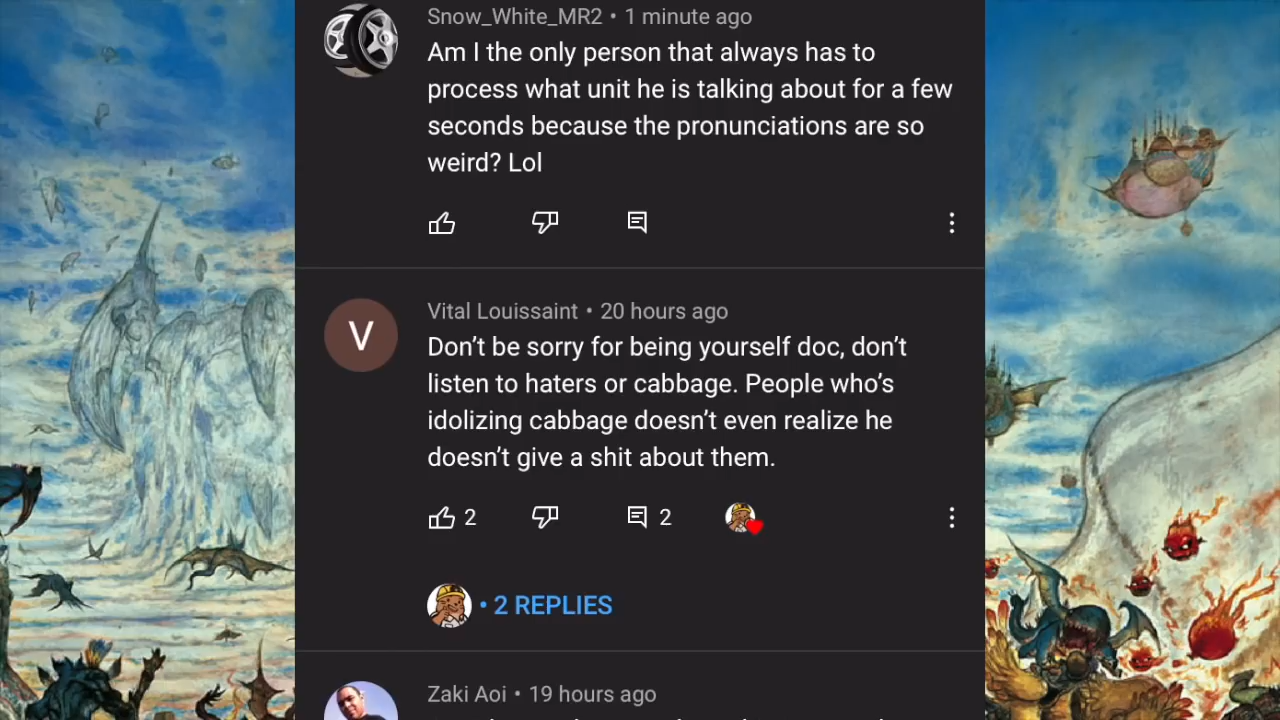 Snow_White_MR2 • 1 minute ago
Am I the only person that always has to
process what unit he is talking about for a few
seconds because the pronunciations are so
weird? Lol
V
Vital Louissaint • 20 hours ago
Don’t be sorry for being yourself doc, don’t
listen to haters or cabbage. People who’s
idolizing cabbage doesn’t even realize he
doesn’t give a shit about them.
2 2
• 2 REPLIES
Zaki Aoi • 19 hours ago